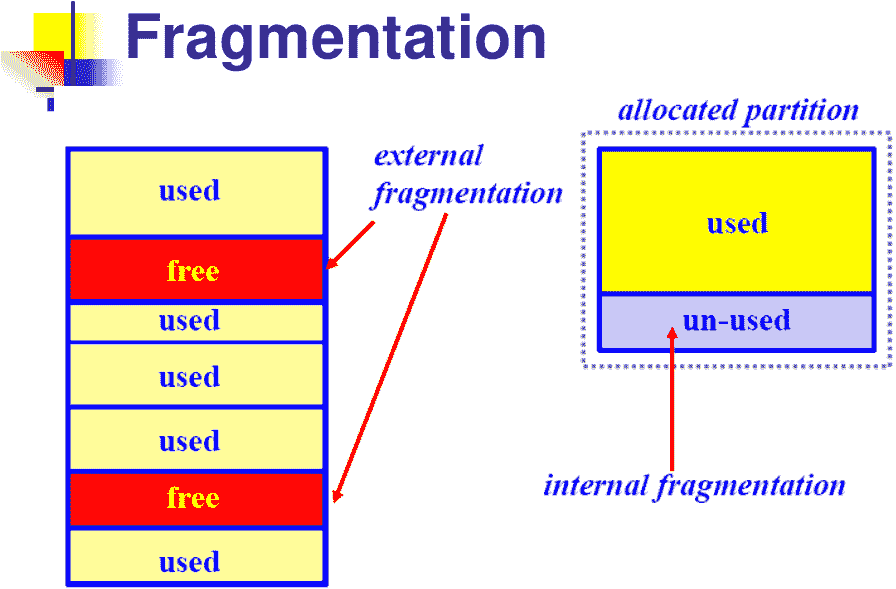 Fragmentation
allocated partition
external
fragmentation
used
used
free
used
un-used
used
used
free
internal fragmentation
used